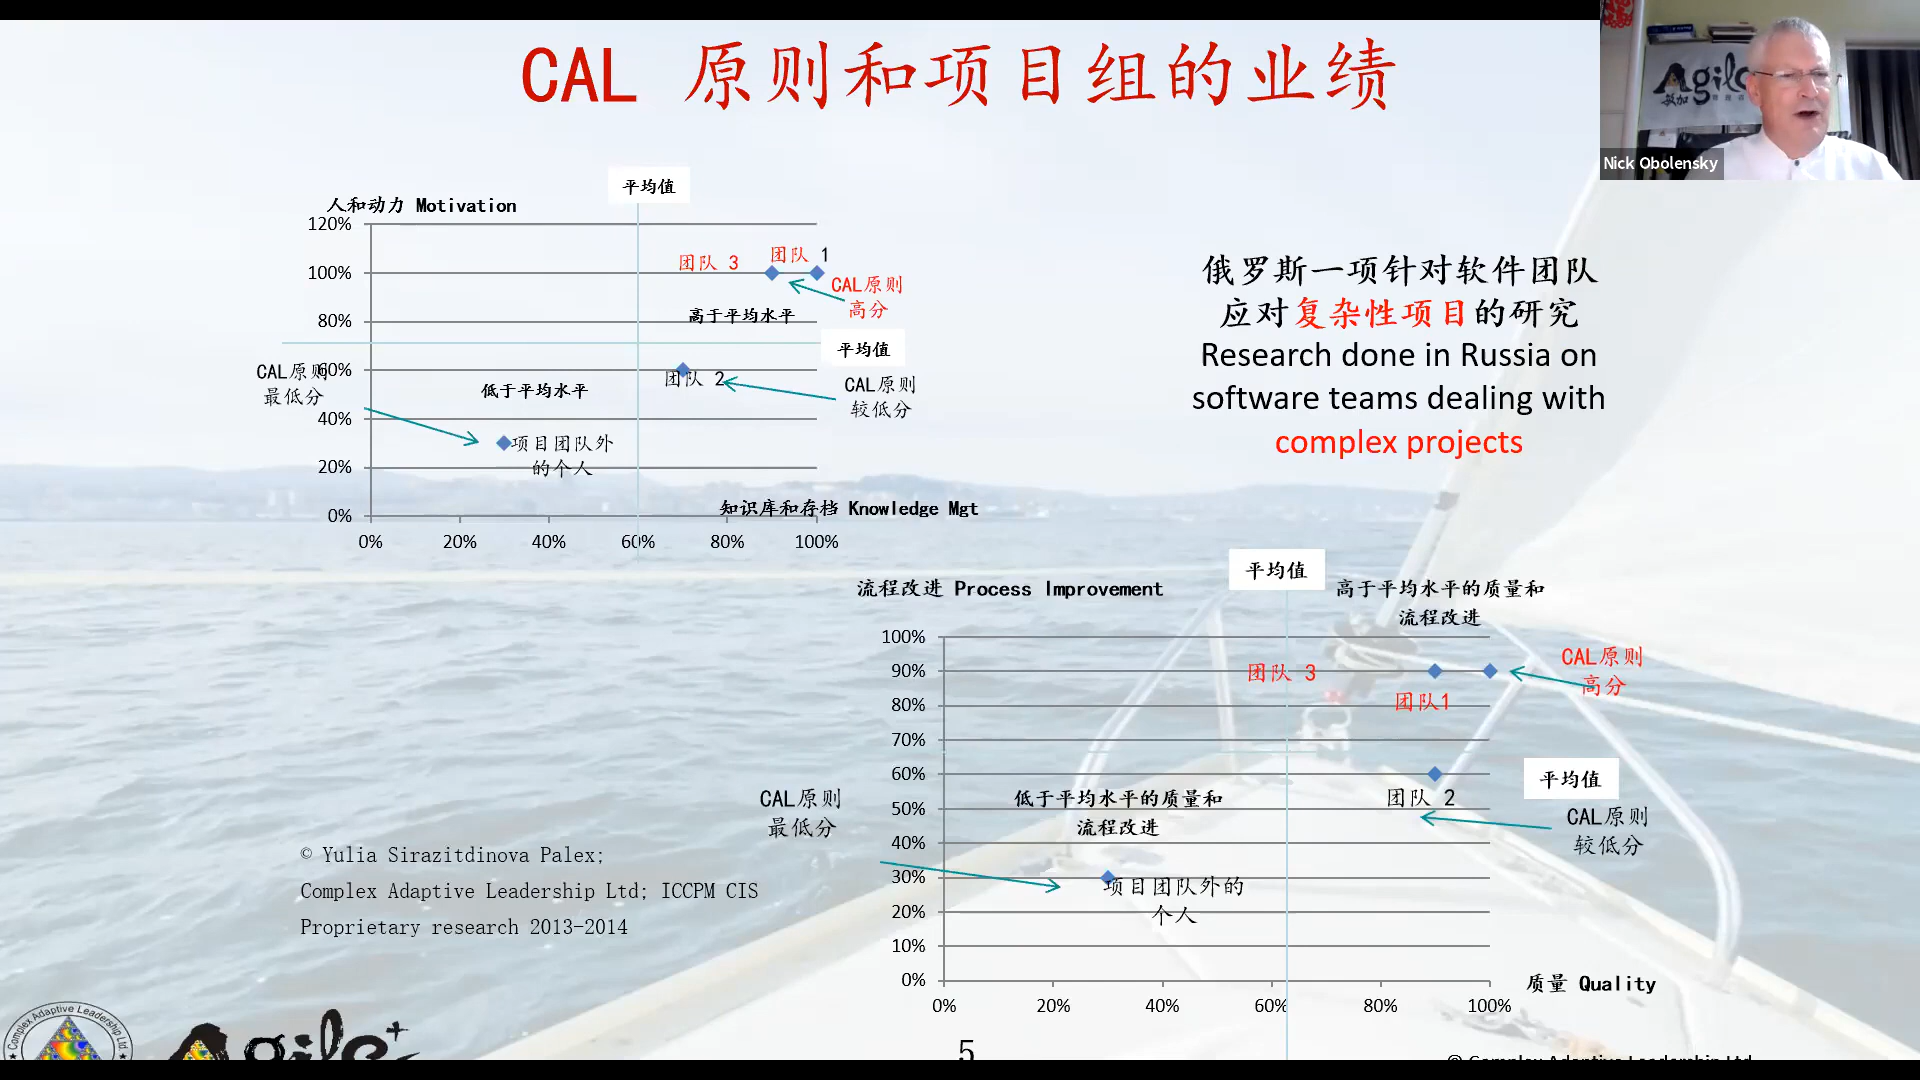 CAL 原则和项目组的业绩
Agile
敏加
Nick Obolensky
平均值
人和动力 Motivation
120%
100%
80%
60%
40%
20%
0%
0% 20% 40% 60% 80% 100%
团队 3
团队 1
CAL原则
高分
高于平均水平
平均值
CAL原则
最低分
低于平均水平
团队 2
CAL原则
较低分
项目团队外
的个人
知识库和存档 Knowledge Mgt
俄罗斯一项针对软件团队
应对复杂性项目的研究
Research done in Russia on
software teams dealing with
complex projects
平均值
流程改进 Process Improvement
高于平均水平的质量和
流程改进
100%
90%
80%
70%
60%
50%
40%
30%
20%
10%
0%
0% 20% 40% 60% 80% 100%
团队 3
CAL原则
高分
团队1
平均值
团队 2
CAL原则
较低分
CAL原则
最低分
低于平均水平的质量和
流程改进
项目团队外的
个人
质量 Quality
© Yulia Sirazitdinova Palex;
Complex Adaptive Leadership Ltd; ICCPM CIS
Proprietary research 2013-2014
Complex Adaptive Leadership Ltd
Agile+
5
© Complex Adaptive Leadership Ltd